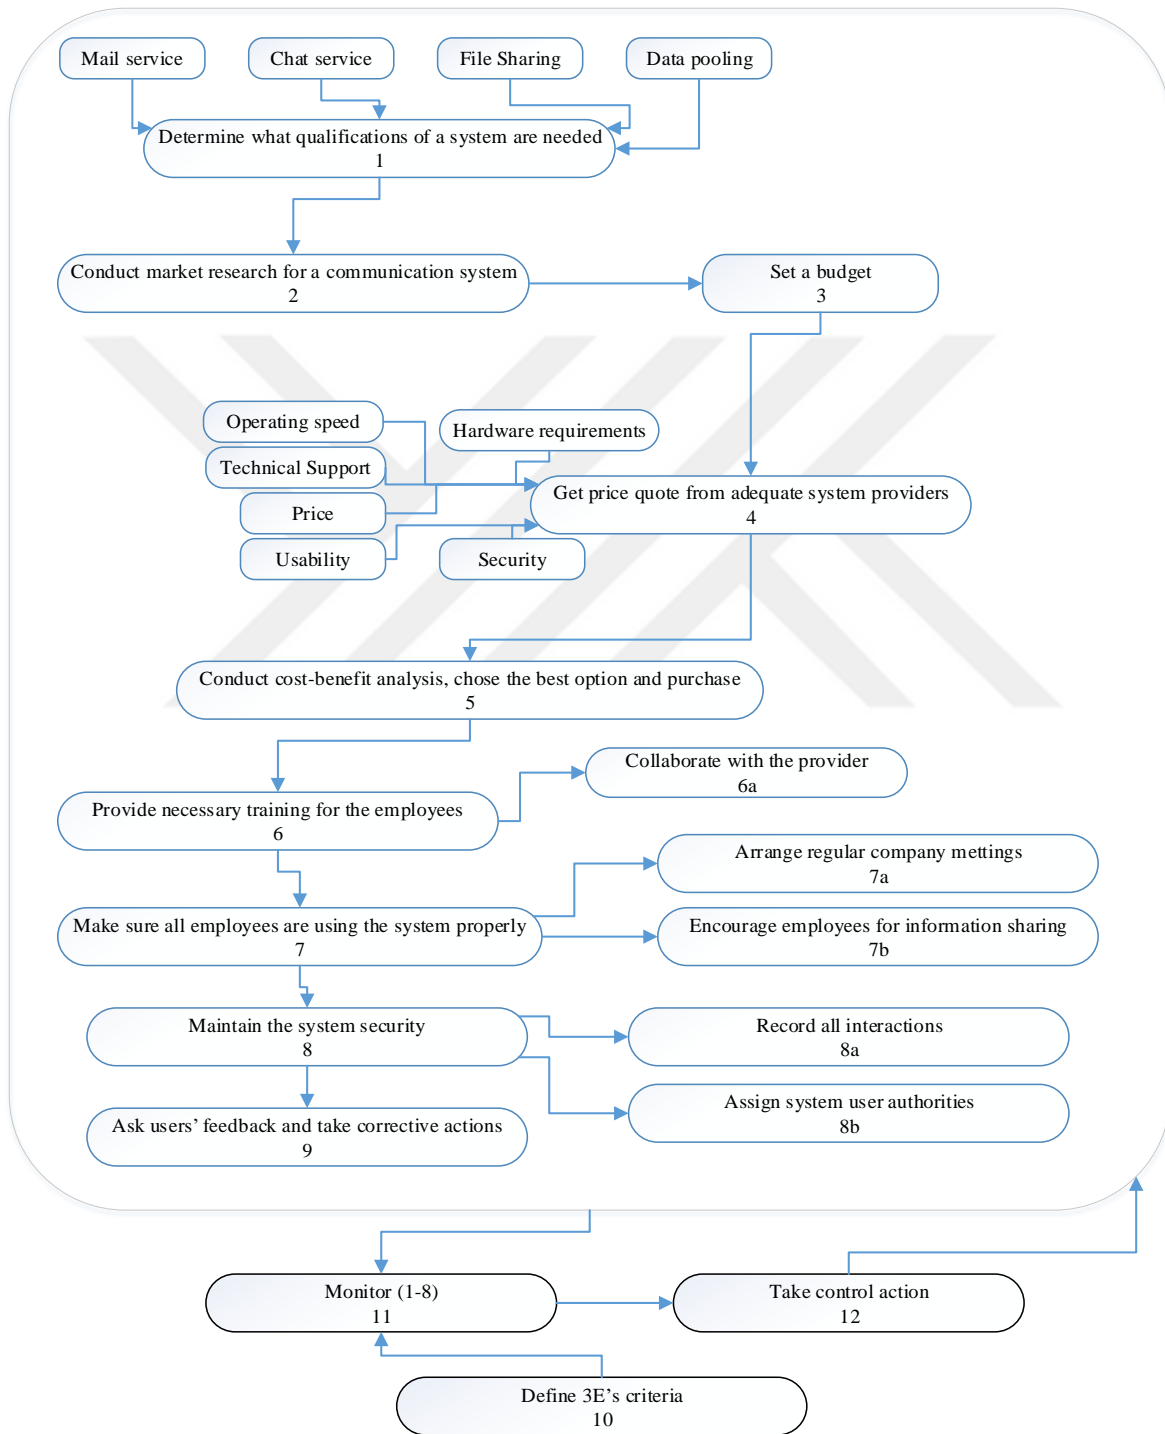 Mail service
Chat service
File Sharing
Data pooling
Determine what qualifications of a system are needed
1
Conduct market research for a communication system
2
Set a budget
3
Operating speed
Hardware requirements
Technical Support
Price
Usability
Security
Get price quote from adequate system providers
4
Conduct cost-benefit analysis, chose the best option and purchase
5
Collaborate with the provider
6a
Provide necessary training for the employees
6
Arrange regular company mettings
7a
Make sure all employees are using the system properly
7
Encourage employees for information sharing
7b
Maintain the system security
8
Record all interactions
8a
Assign system user authorities
8b
Ask users’ feedback and take corrective actions
9
Monitor (1-8)
11
Take control action
12
Define 3E’s criteria
10